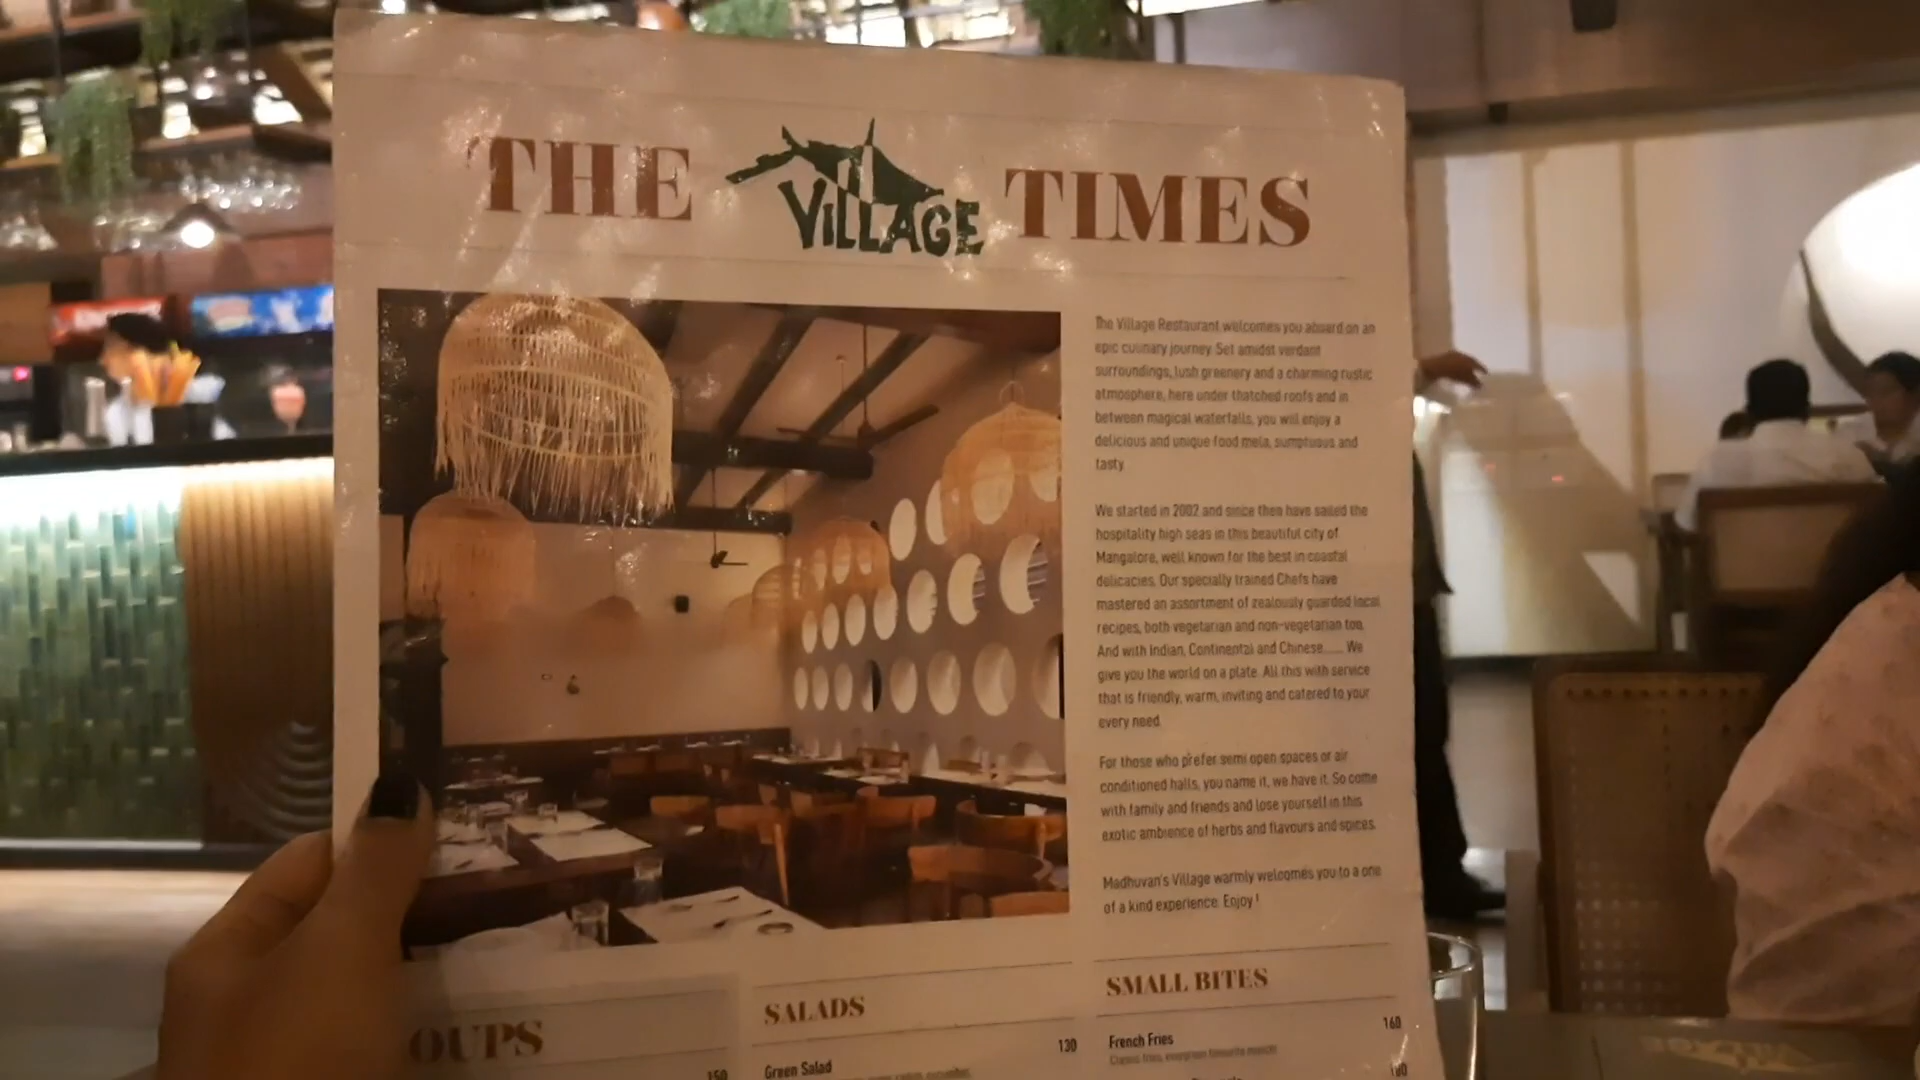 THE VILLAGE TIMES
The Village Restaurant welcomes you aboard on an
epic culinary journey. Set amidst verdant
surroundings, lush greenery and a charming rustic
atmosphere, here under thatched roofs and in
between magical waterfalls, you will enjoy a
delicious and unique food mela, sumptuous and
tasty.
We started in 2002 and since then have sailed the
hospitality high seas in this beautiful city of
Mangalore, well known for the best in coastal
delicacies. Our specially trained Chefs have
mastered an assortment of zealously guarded local
recipes, both vegetarian and non-vegetarian too.
And with Indian, Continental and Chinese...... We
give you the world on a plate. All this with service
that is friendly, warm, inviting and catered to your
every need.
For those who prefer semi open spaces or air
conditioned halls, you name it, we have it. So come
with family and friends and lose yourself in this
exotic ambience of herbs and flavours and spices.
Madhuvan's Village warmly welcomes you to a one
of a kind experience. Enjoy !
OUPS
150
SALADS
Green Salad 130
SMALL BITES
French Fries 160
Classic fries, evergreen favourite munchi
180